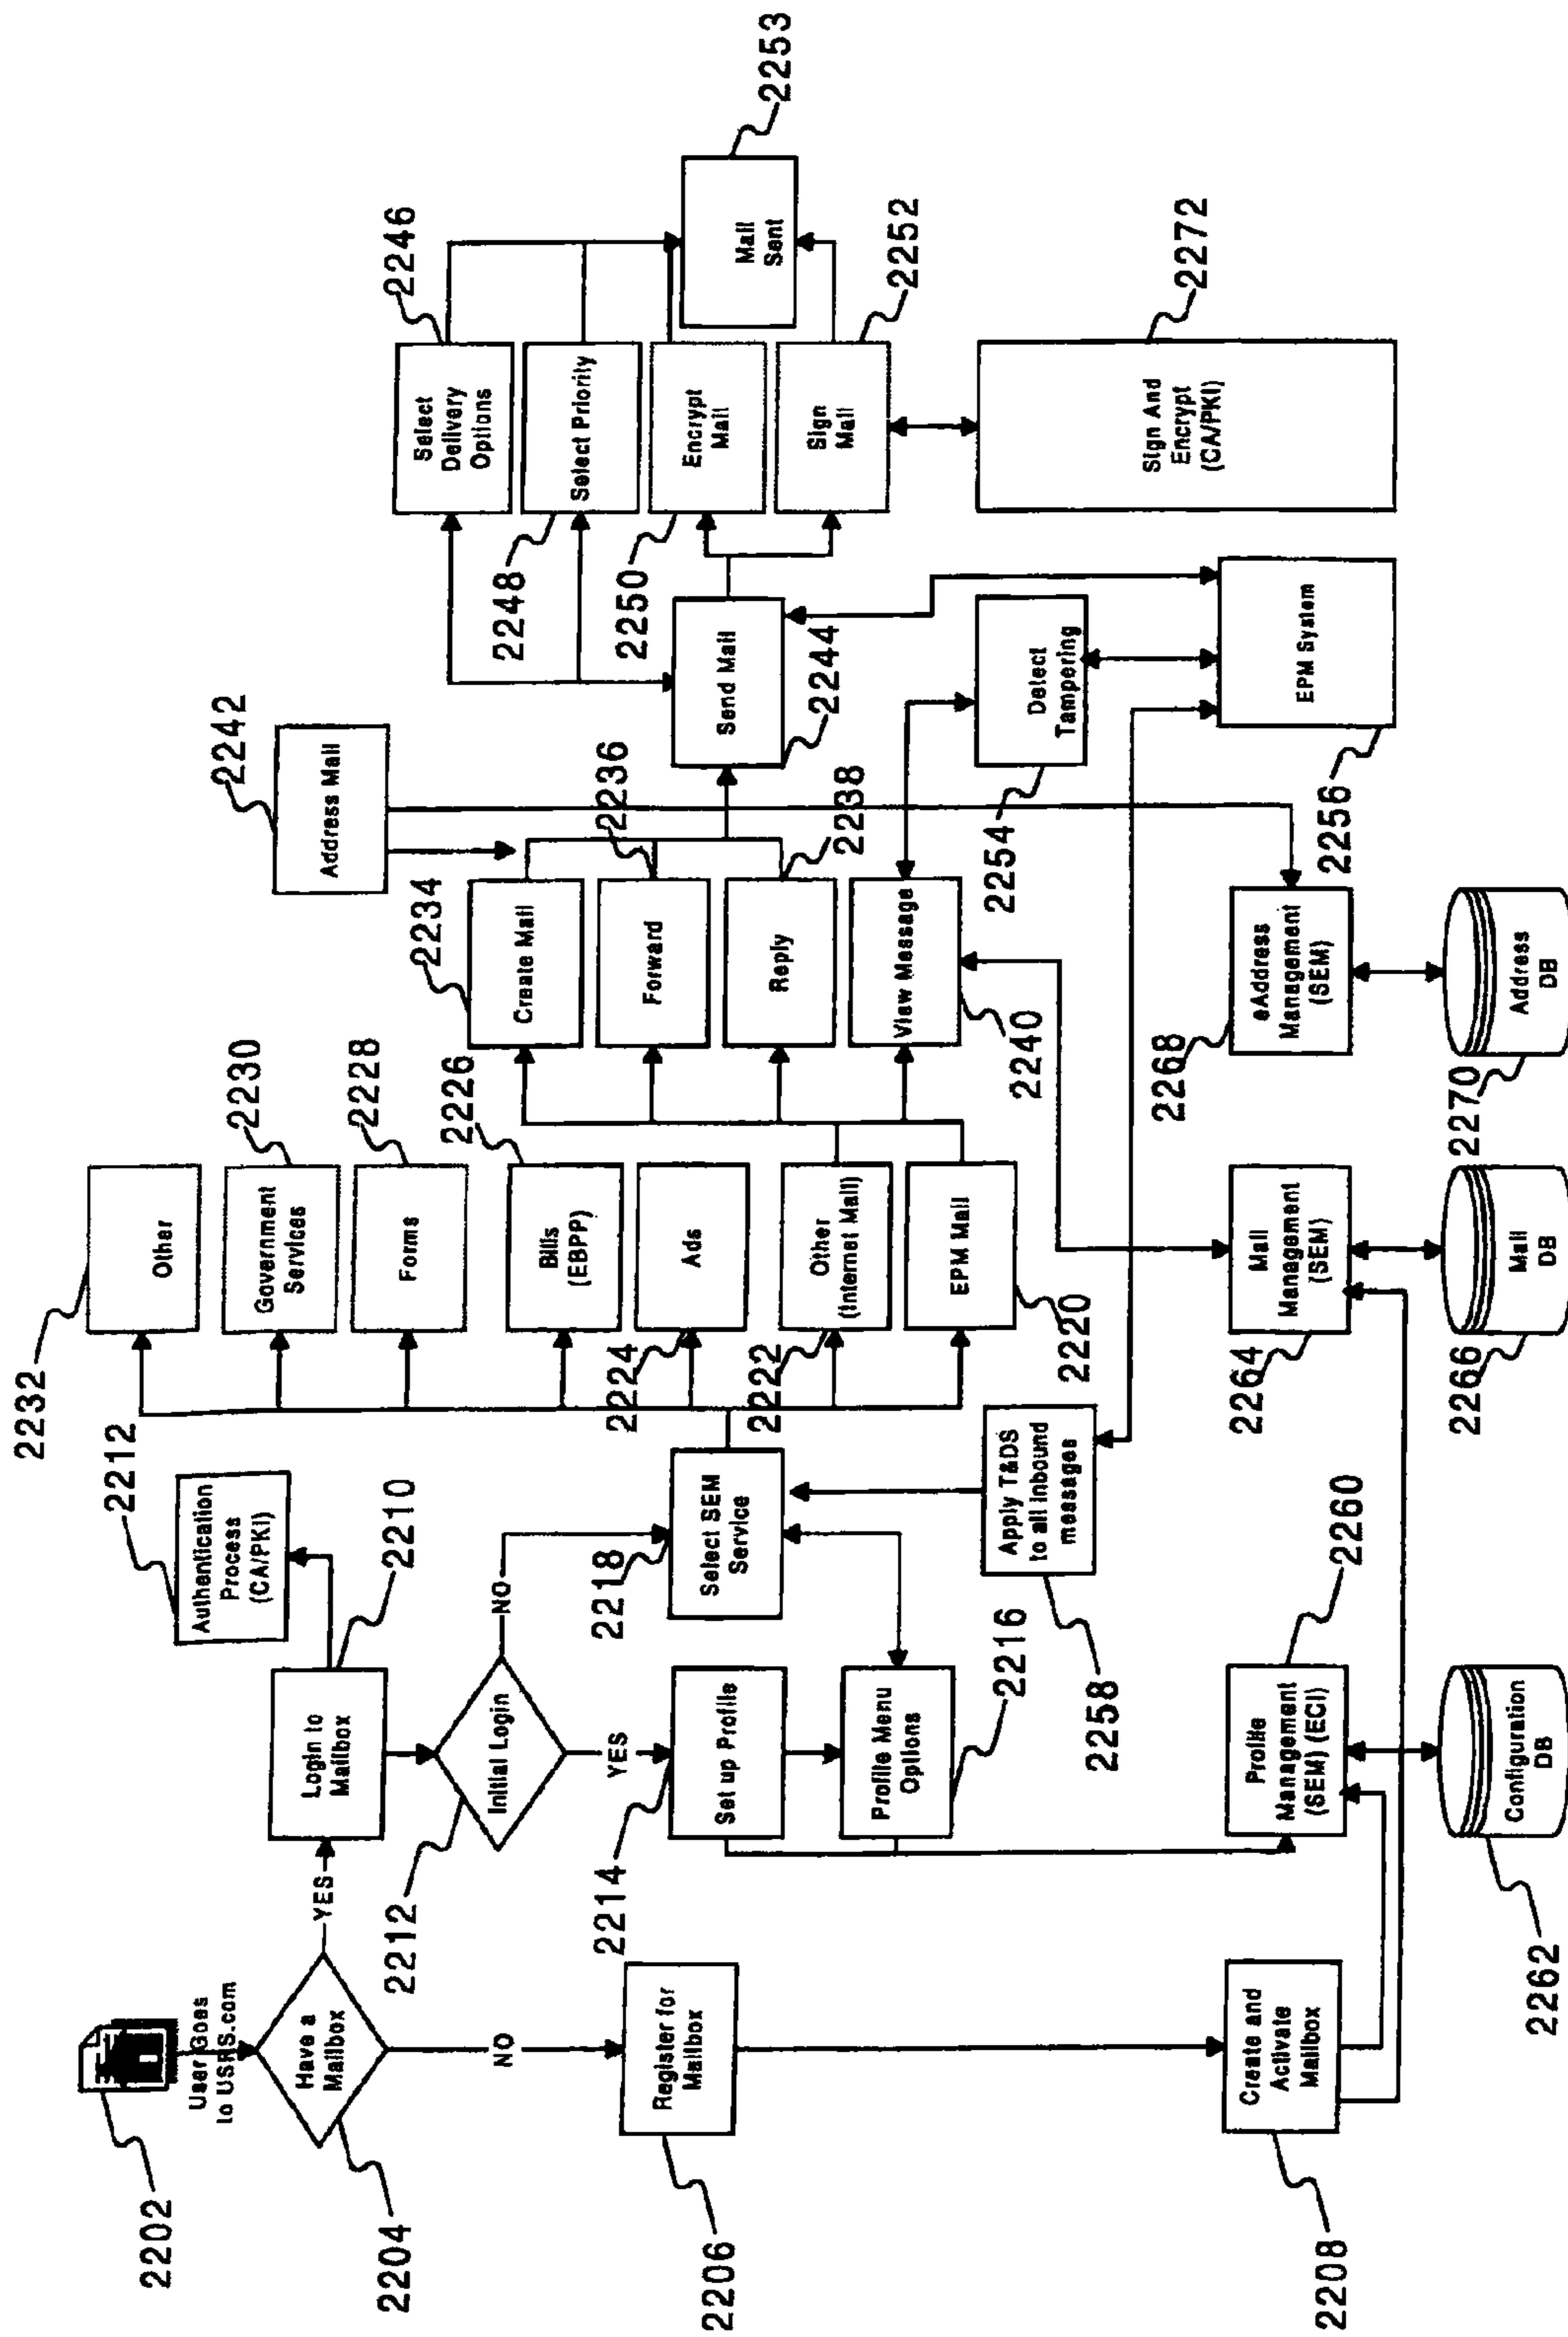 2202
User Goes
to USPS.com
2204
Have a
Mailbox
YES
NO
2206
Register for
Mailbox
2208
Create and
Activate
Mailbox
2212
Authentication
Process
(CA/PKI)
Login to
Mailbox
2210
2212
Initial Login
NO
YES
2214
Set up Profile
Profile Menu
Options
2216
2218
Select SEM
Service
Apply T&DS
to all inbound
messages
2258
Profile
Management
(SEM) (ECI)
2260
Configuration
DB
2262
2232
Other
Government
Services
2230
Forms
2228
Bills
(EBPP)
2226
Ads
2224
Other
(Internet Mail)
2222
EPM Mail
2220
Mail
Management
(SEM)
2264
Mail
DB
2266
2242
Address Mail
2234
Create Mail
2236
Forward
2238
Reply
View Message
2240
eAddress
Management
(SEM)
2268
Address
DB
2270
Send Mail
2244
Detect
Tampering
2254
EPM System
2256
2246
Select
Delivery
Options
Select Priority
2248
Encrypt
Mail
2250
Sign
Mail
2252
Mail
Sent
2253
Sign And
Encrypt
(CA/PKI)
2272